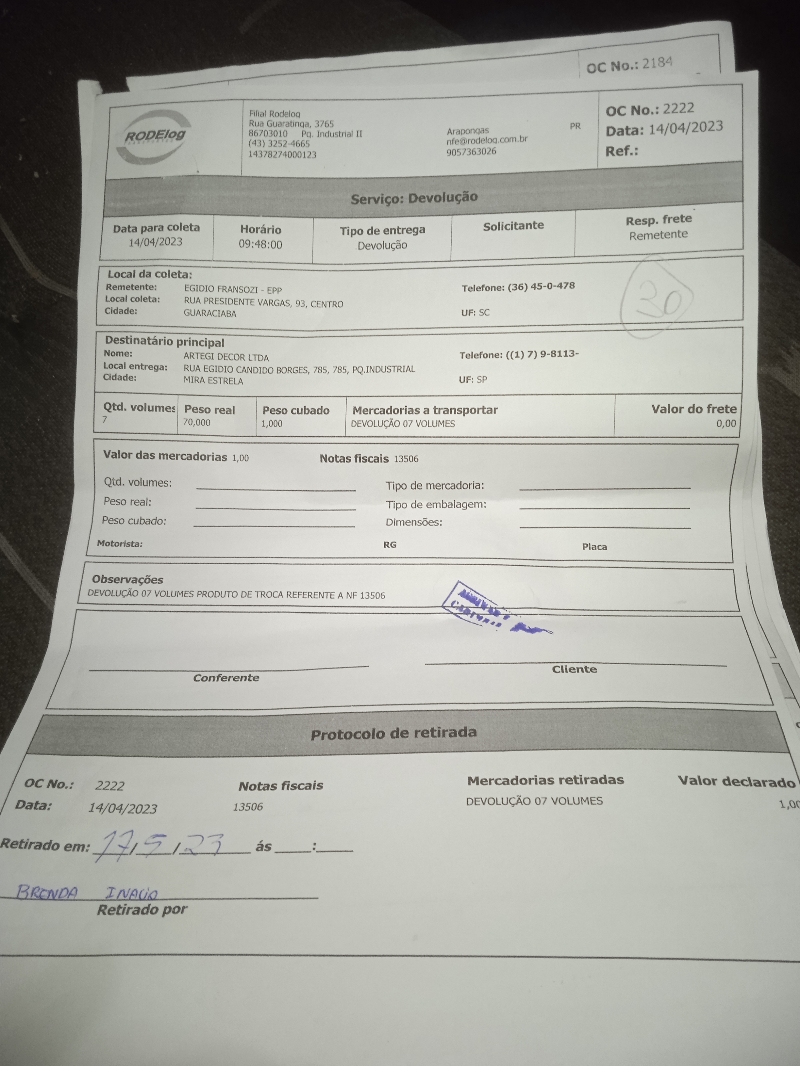 OC No.: 2184
RODElog
Filial Rodelog
Rua Guaratinga, 3765
86703010 Pq. Industrial II
(43) 3252-4665
14378274000123
Arapongas PR
nfe@rodelog.com.br
9057363026
OC No.: 2222
Data: 14/04/2023
Ref.:
Serviço: Devolução
Data para coleta Horário Tipo de entrega Solicitante Resp. frete
14/04/2023 09:48:00 Devolução Remetente
Local da coleta:
Remetente: EGIDIO FRANSOZI - EPP Telefone: (36) 45-0-478
Local coleta: RUA PRESIDENTE VARGAS, 93, CENTRO
Cidade: GUARACIABA UF: SC
30
Destinatário principal
Nome: ARTEGI DECOR LTDA Telefone: ((1) 7) 9-8113-
Local entrega: RUA EGIDIO CANDIDO BORGES, 785, 785, PQ.INDUSTRIAL
Cidade: MIRA ESTRELA UF: SP
Qtd. volumes Peso real Peso cubado Mercadorias a transportar Valor do frete
7 70,000 1,000 DEVOLUÇÃO 07 VOLUMES 0,00
Valor das mercadorias 1,00 Notas fiscais 13506
Qtd. volumes: Tipo de mercadoria:
Peso real: Tipo de embalagem:
Peso cubado: Dimensões:
Motorista: RG Placa
Observações
DEVOLUÇÃO 07 VOLUMES PRODUTO DE TROCA REFERENTE A NF 13506
Conferente Cliente
Protocolo de retirada
OC No.: 2222 Notas fiscais Mercadorias retiradas Valor declarado
Data: 14/04/2023 13506 DEVOLUÇÃO 07 VOLUMES 1,00
Retirado em: 17/5/23 ás ____:____
BRENDA INACIO
Retirado por